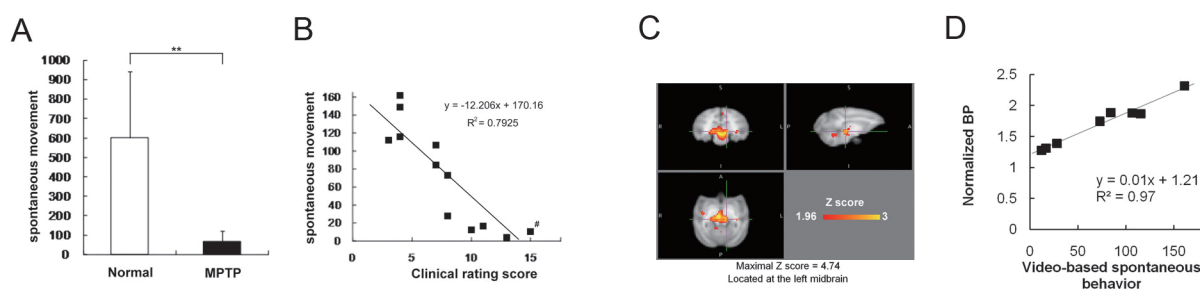 A
spontaneous movement
1000
900
800
700
600
500
400
300
200
100
0
**
Normal
MPTP
B
spontaneous movement
160
140
120
100
80
60
40
20
0
y = -12.206x + 170.16
R² = 0.7925
#
0
5
10
15
Clinical rating score
C
S
S
R
L
P
A
I
I
A
R
L
P
Z score
1.96
3
Maximal Z score = 4.74
Located at the left midbrain
D
Normalized BP
2.5
2
1.5
1
0.5
0
y = 0.01x + 1.21
R² = 0.97
0
50
100
150
Video-based spontaneous
behavior